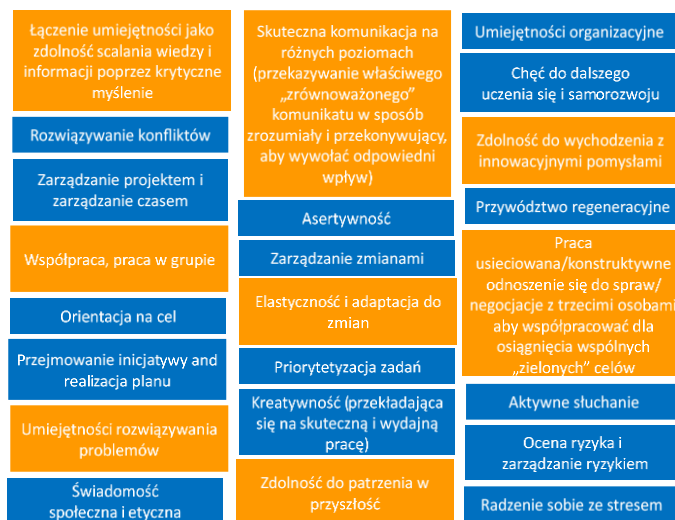 Łączenie umiejętności jako
zdolność scalania wiedzy i
informacji poprzez krytyczne
myślenie
Rozwiązywanie konfliktów
Zarządzanie projektem i
zarządzanie czasem
Współpraca, praca w grupie
Orientacja na cel
Przejmowanie inicjatywy and
realizacja planu
Umiejętności rozwiązywania
problemów
Świadomość
społeczna i etyczna
Skuteczna komunikacja na
różnych poziomach
(przekazywanie właściwego
„zrównoważonego”
komunikatu w sposób
zrozumiały i przekonywujący,
aby wywołać odpowiedni
wpływ)
Asertywność
Zarządzanie zmianami
Elastyczność i adaptacja do
zmian
Priorytetyzacja zadań
Kreatywność (przekładająca
się na skuteczną i wydajną
pracę)
Zdolność do patrzenia w
przyszłość
Umiejętności organizacyjne
Chęć do dalszego
uczenia się i samorozwoju
Zdolność do wychodzenia z
innowacyjnymi pomysłami
Przywództwo regeneracyjne
Praca
usieciowana/konstruktywne
odnoszenie się do spraw/
negocjacje z trzecimi osobami
aby współpracować dla
osiągnięcia wspólnych
„zielonych” celów
Aktywne słuchanie
Ocena ryzyka i
zarządzanie ryzykiem
Radzenie sobie ze stresem